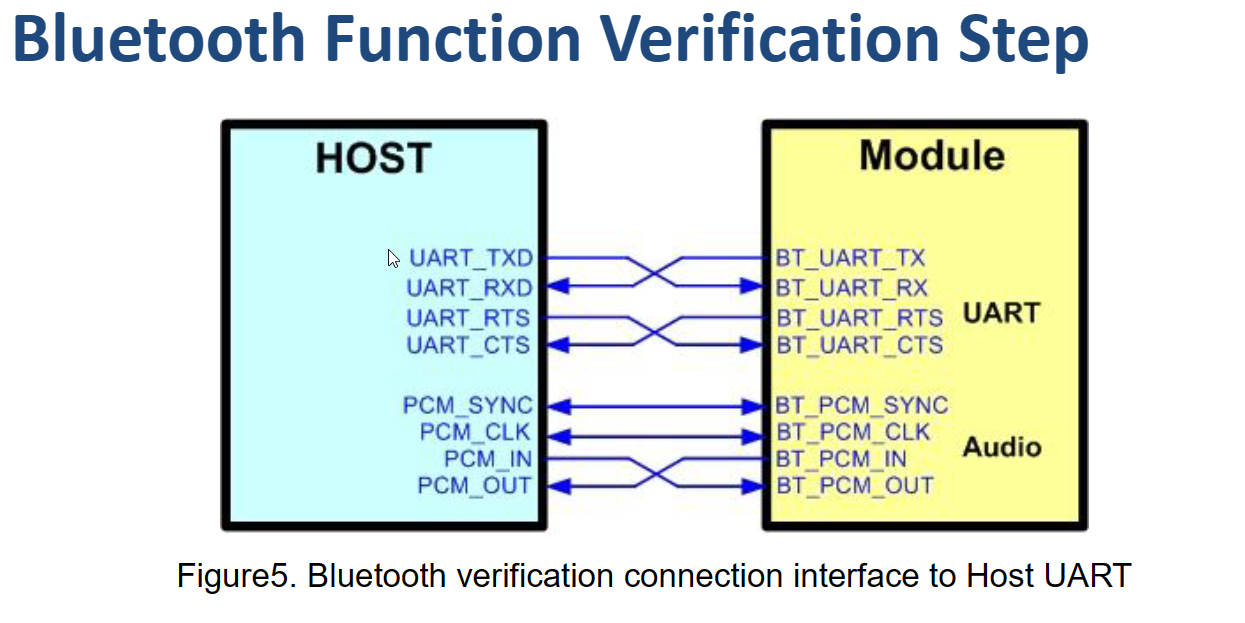 Bluetooth Function Verification Step
HOST
Module
UART_TXD
BT_UART_TX
UART_RXD
BT_UART_RX
UART_RTS
BT_UART_RTS
UART
UART_CTS
BT_UART_CTS
PCM_SYNC
BT_PCM_SYNC
PCM_CLK
BT_PCM_CLK
Audio
PCM_IN
BT_PCM_IN
PCM_OUT
BT_PCM_OUT
Figure5. Bluetooth verification connection interface to Host UART